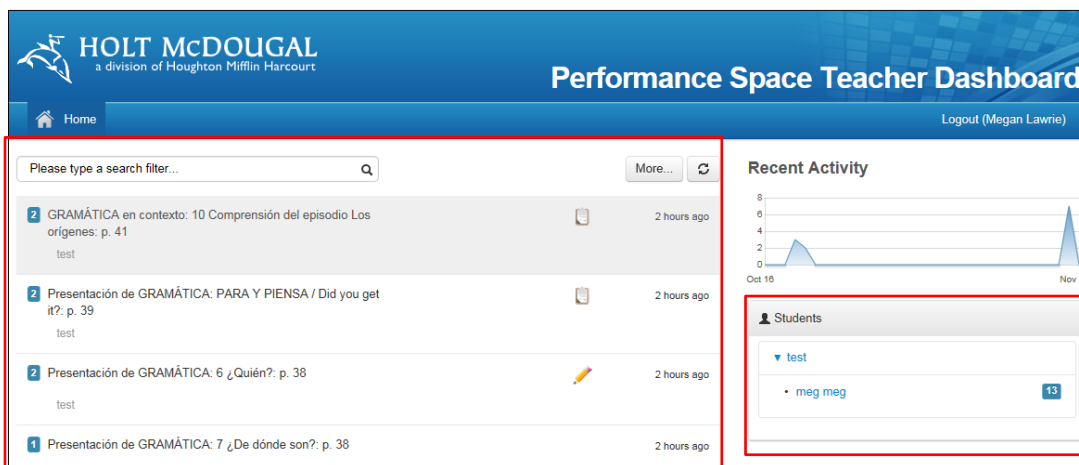 HOLT McDOUGAL
a division of Houghton Mifflin Harcourt
Performance Space Teacher Dashboard
Home
Logout (Megan Lawrie)
Please type a search filter...
More...
2 GRAMÁTICA en contexto: 10 Comprensión del episodio Los
orígenes: p. 41
2 hours ago
test
2 Presentación de GRAMÁTICA: PARA Y PIENSA / Did you get
it?: p. 39
2 hours ago
test
2 Presentación de GRAMÁTICA: 6 ¿Quién?: p. 38
2 hours ago
test
1 Presentación de GRAMÁTICA: 7 ¿De dónde son?: p. 38
2 hours ago
Recent Activity
8
6
4
2
0
Oct 16
Nov
Students
test
meg meg
13